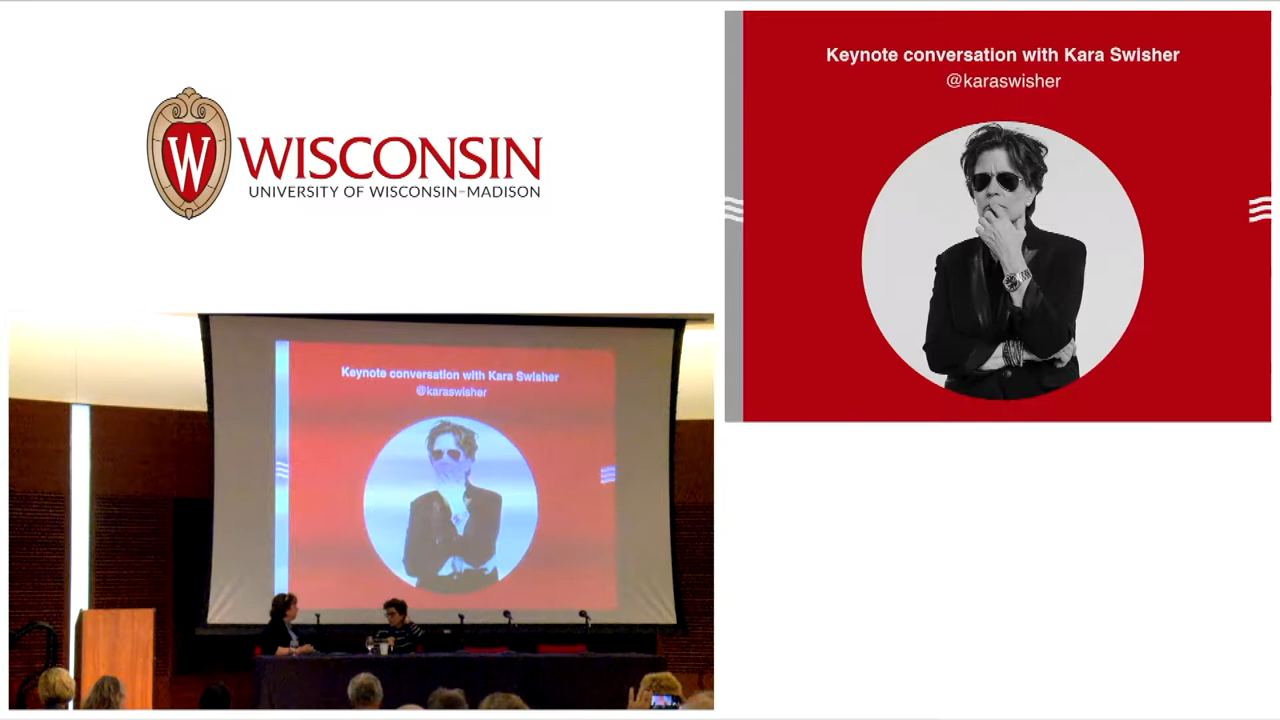 W WISCONSIN
UNIVERSITY OF WISCONSIN–MADISON
Keynote conversation with Kara Swisher
@karaswisher
Keynote conversation with Kara Swisher
@karaswisher